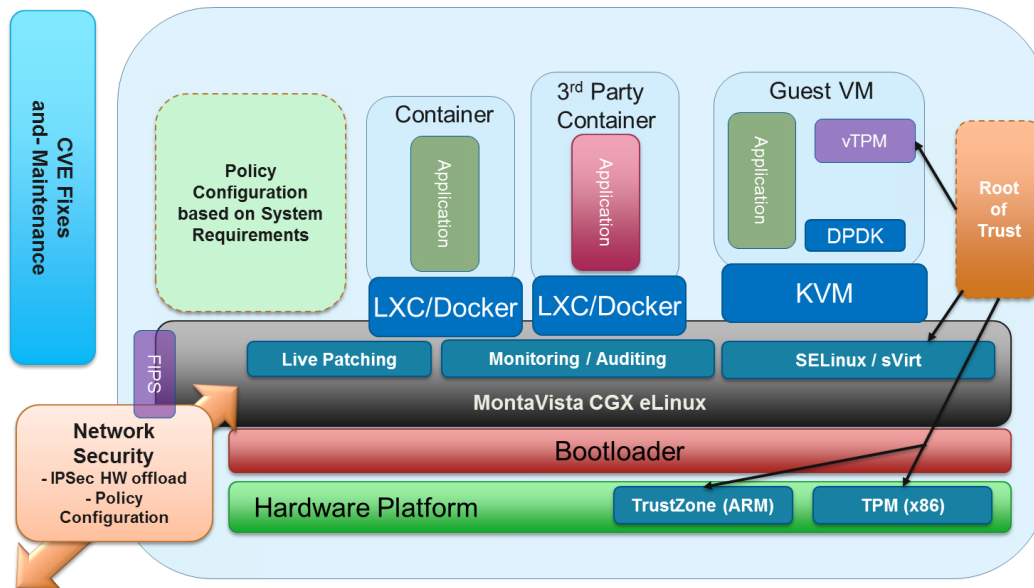 CVE Fixes
and- Maintenance
Policy
Configuration
based on System
Requirements
Container
Application
LXC/Docker
3rd Party
Container
Application
LXC/Docker
Guest VM
Application
vTPM
DPDK
KVM
Root
of
Trust
FIPS
Live Patching
Monitoring / Auditing
SELinux / sVirt
MontaVista CGX eLinux
Network
Security
- IPSec HW offload
- Policy
Configuration
Bootloader
Hardware Platform
TrustZone (ARM)
TPM (x86)